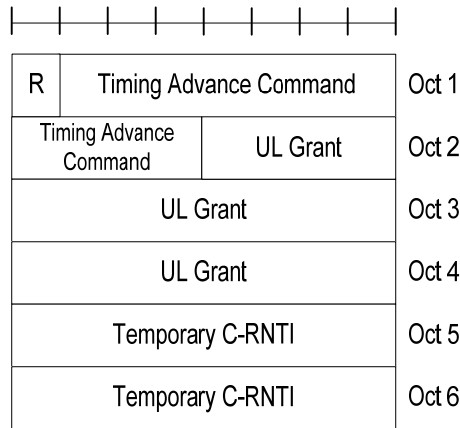 R Timing Advance Command Oct 1
Timing Advance
Command UL Grant Oct 2
UL Grant Oct 3
UL Grant Oct 4
Temporary C-RNTI Oct 5
Temporary C-RNTI Oct 6